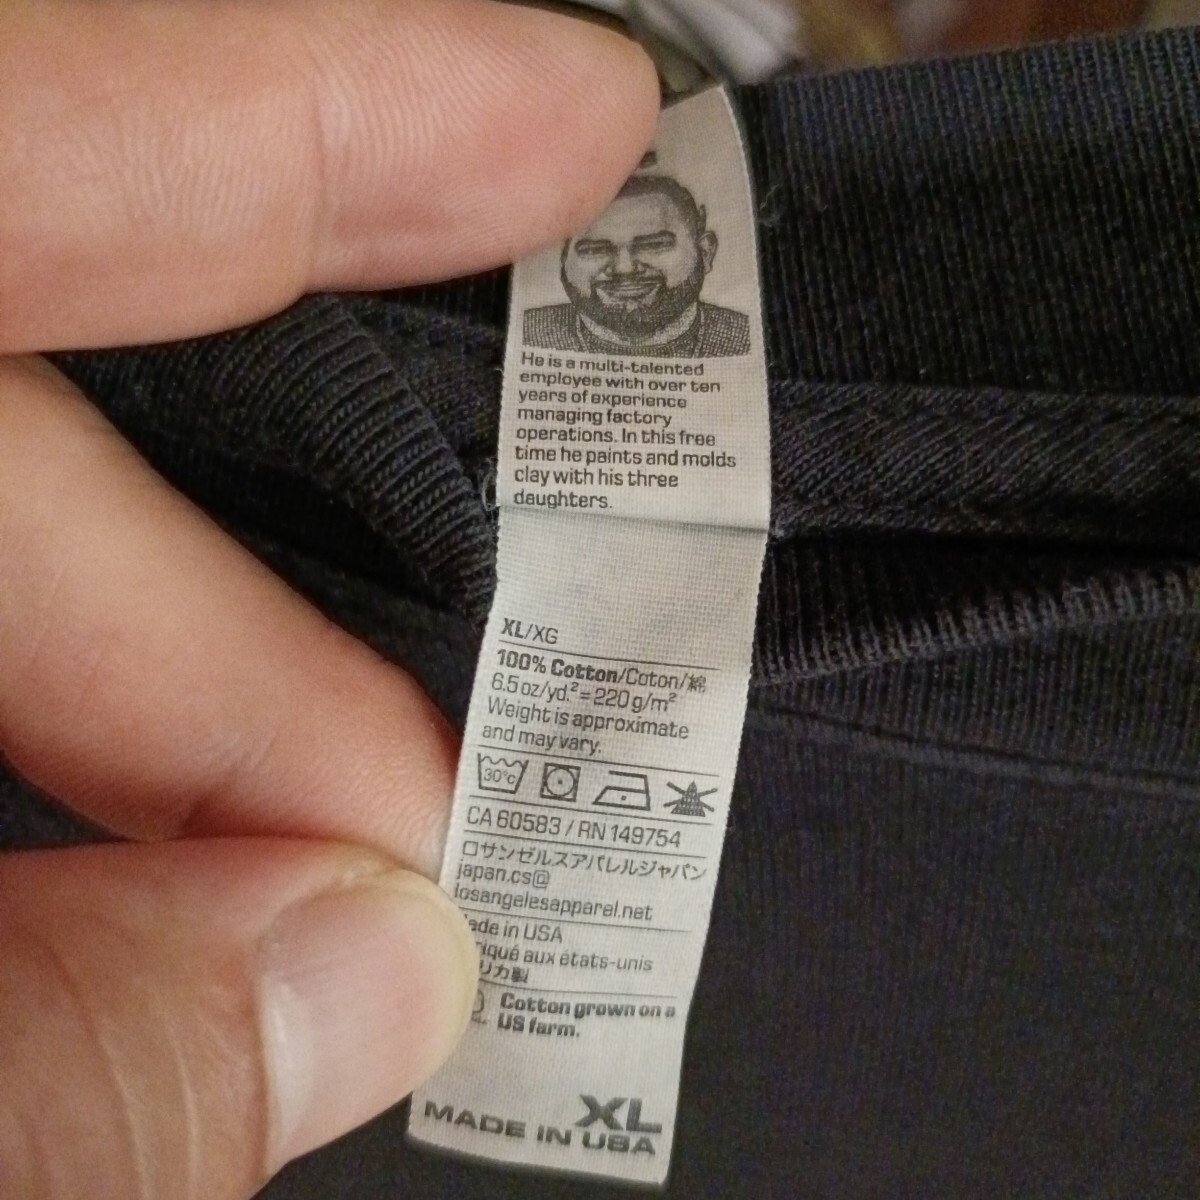 He is a multi-talented
employee with over ten
years of experience
managing factory
operations. In this free
time he paints and molds
clay with his three
daughters.
XL/XG
100% Cotton/Coton/綿
6.5 oz/yd.²=220 g/m²
Weight is approximate
and may vary.
30°c
CA 60583 / RN 149754
ロサンゼルスアパレルジャパン
japan.cs@
losangelesapparel.net
ade in USA
riqué aux états-unis
リカ製
Cotton grown on a
US farm.
XL
MADE IN USA